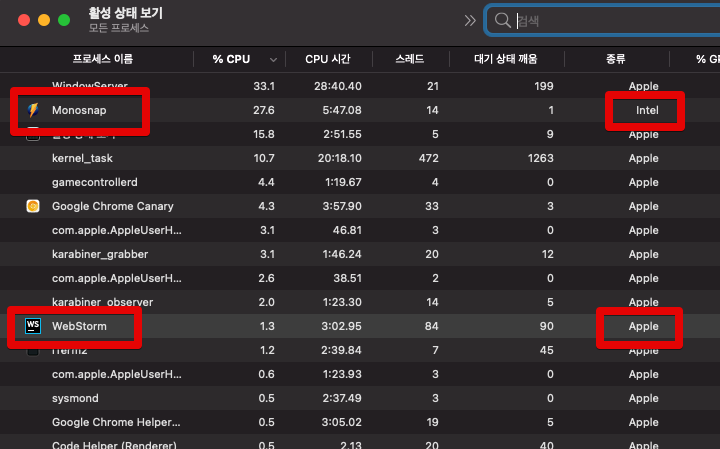 활성 상태 보기
모든 프로세스
검색
프로세스 이름 % CPU CPU 시간 스레드 대기 상태 깨움 종류 % GP
WindowServer 33.1 28:40.40 21 199 Apple
Monosnap 27.6 5:47.08 14 1 Intel
활성 상태 보기 15.8 2:51.55 5 9 Apple
kernel_task 10.7 20:18.10 472 1263 Apple
gamecontrollerd 4.4 1:19.67 4 0 Apple
Google Chrome Canary 4.3 3:57.90 33 3 Apple
com.apple.AppleUserH... 3.1 46.81 3 0 Apple
karabiner_grabber 3.1 1:46.24 20 12 Apple
com.apple.AppleUserH... 2.6 38.51 2 0 Apple
karabiner_observer 2.0 1:23.30 14 5 Apple
WS WebStorm 1.3 3:02.95 84 90 Apple
iTerm2 1.2 2:39.84 7 45 Apple
com.apple.AppleUserH... 0.6 1:23.93 3 0 Apple
sysmond 0.5 2:37.49 3 0 Apple
Google Chrome Helper... 0.5 3:05.02 19 5 Apple
Code Helper (Renderer) 0.5 2.13 20 40 Apple